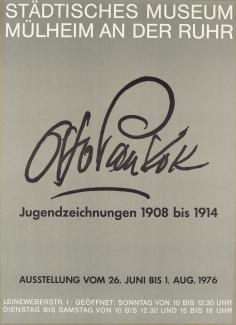 STÄDTISCHES MUSEUM
MÜLHEIM AN DER RUHR
Otto Pankok
Jugendzeichnungen 1908 bis 1914
AUSSTELLUNG VOM 26. JUNI BIS 1. AUG. 1976
LEINEWEBERSTR. 1 · GEÖFFNET: SONNTAG VON 10 BIS 12.30 UHR
DIENSTAG BIS SAMSTAG VON 10 BIS 12.30 UND 15 BIS 18 UHR